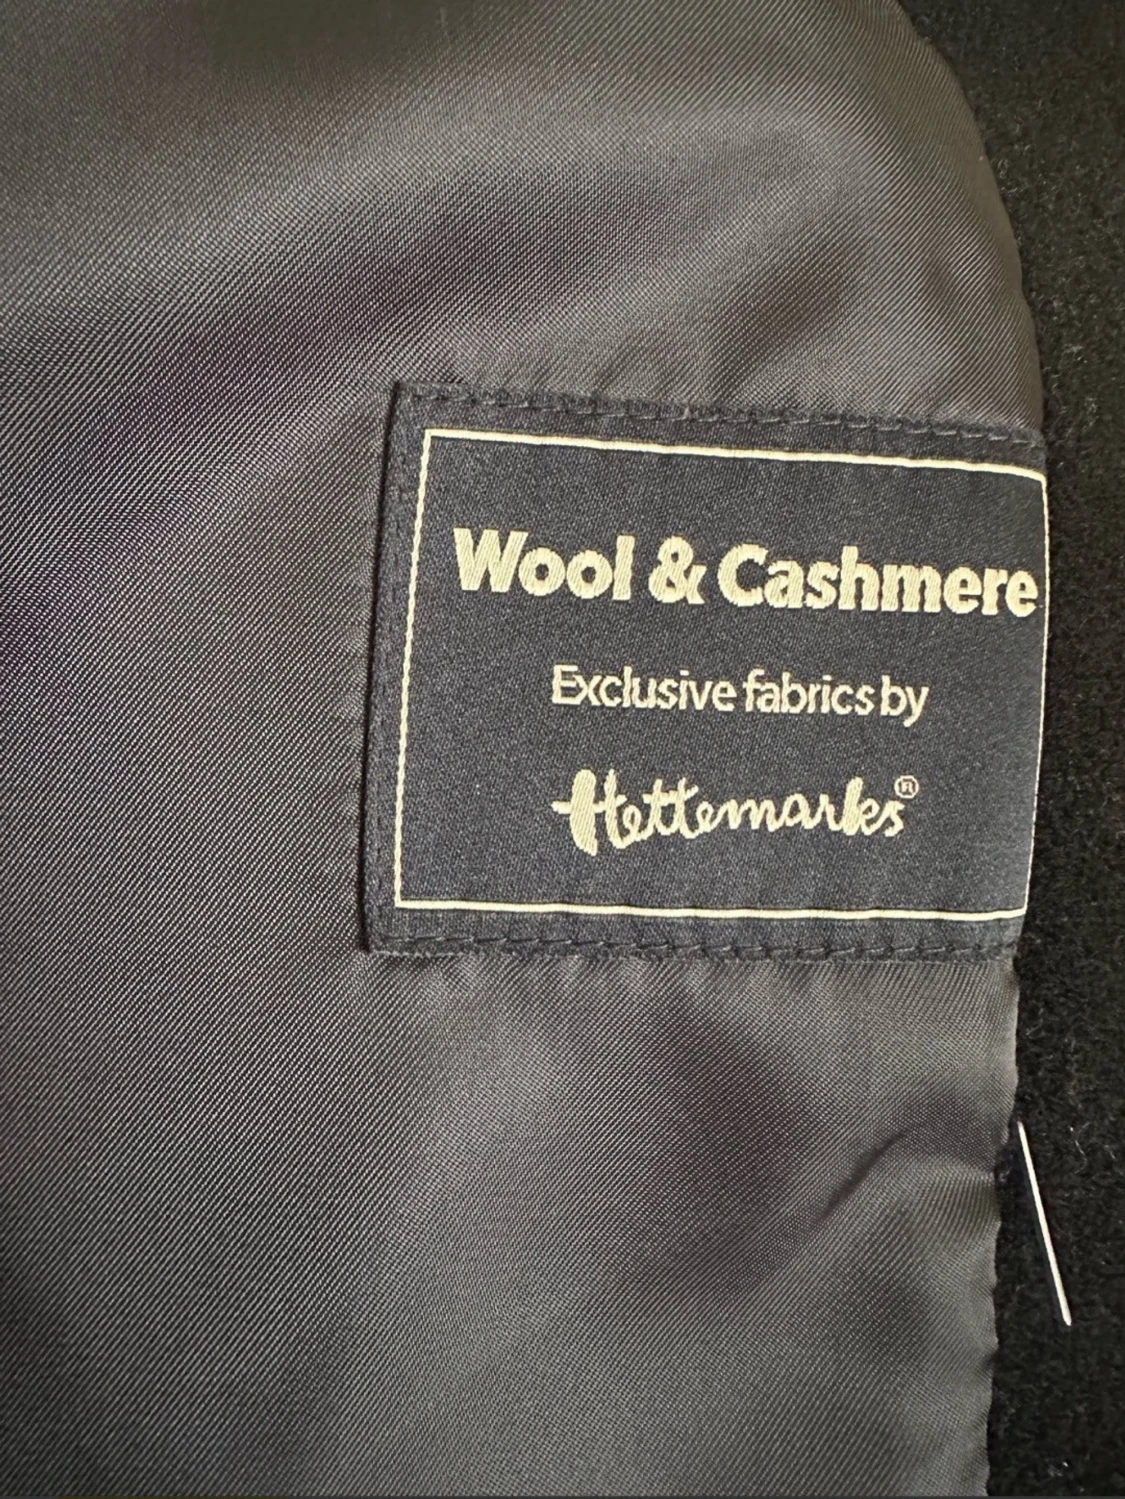 Wool & Cashmere
Exclusive fabrics by
Hettemarks®